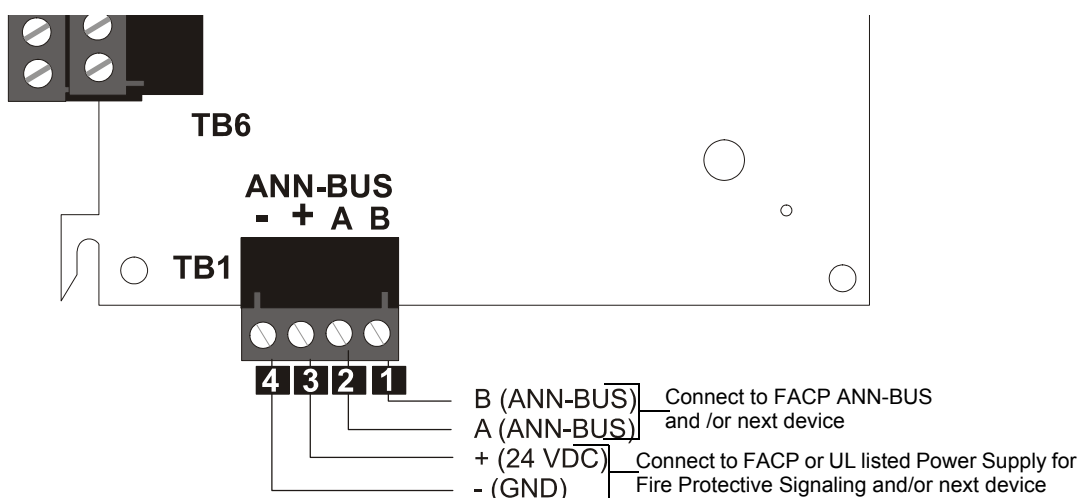 TB6
ANN-BUS
- + A B
TB1
4 3 2 1
B (ANN-BUS)
A (ANN-BUS)
Connect to FACP ANN-BUS
and /or next device
+ (24 VDC)
- (GND)
Connect to FACP or UL listed Power Supply for
Fire Protective Signaling and/or next device